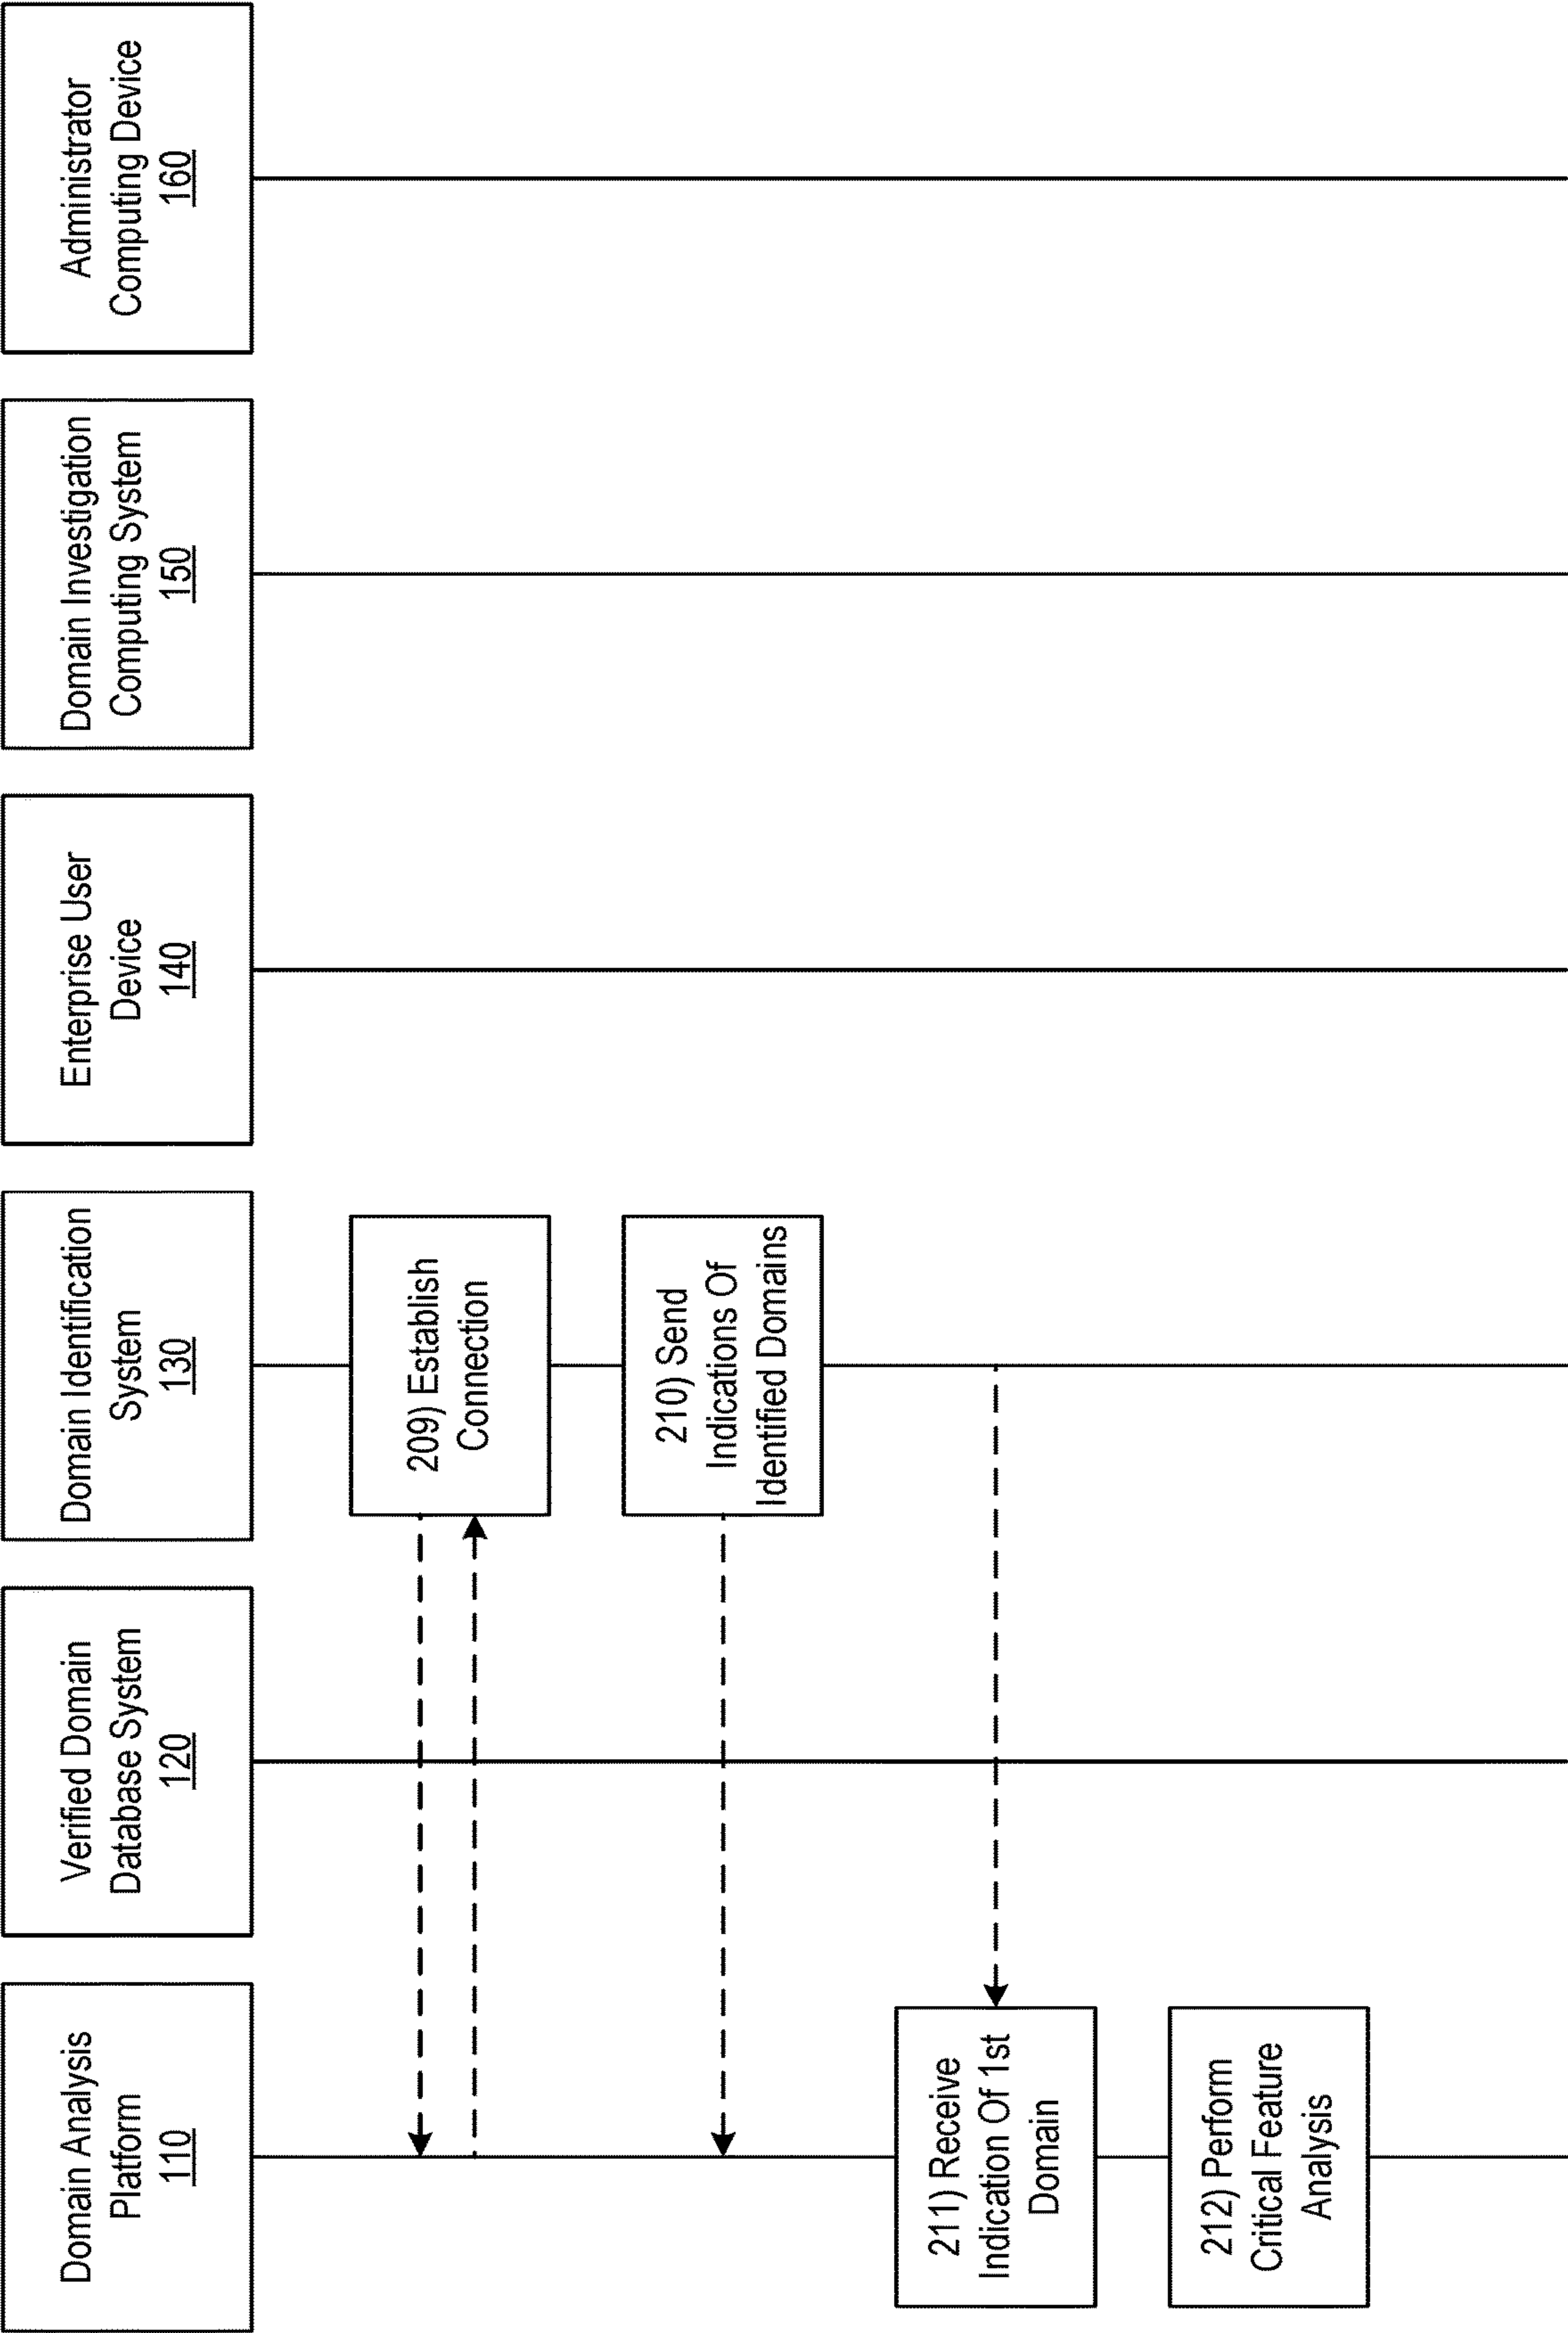 Domain Analysis
Platform
110
Verified Domain
Database System
120
Domain Identification
System
130
Enterprise User
Device
140
Domain Investigation
Computing System
150
Administrator
Computing Device
160
209) Establish
Connection
210) Send
Indications Of
Identified Domains
211) Receive
Indication Of 1st
Domain
212) Perform
Critical Feature
Analysis